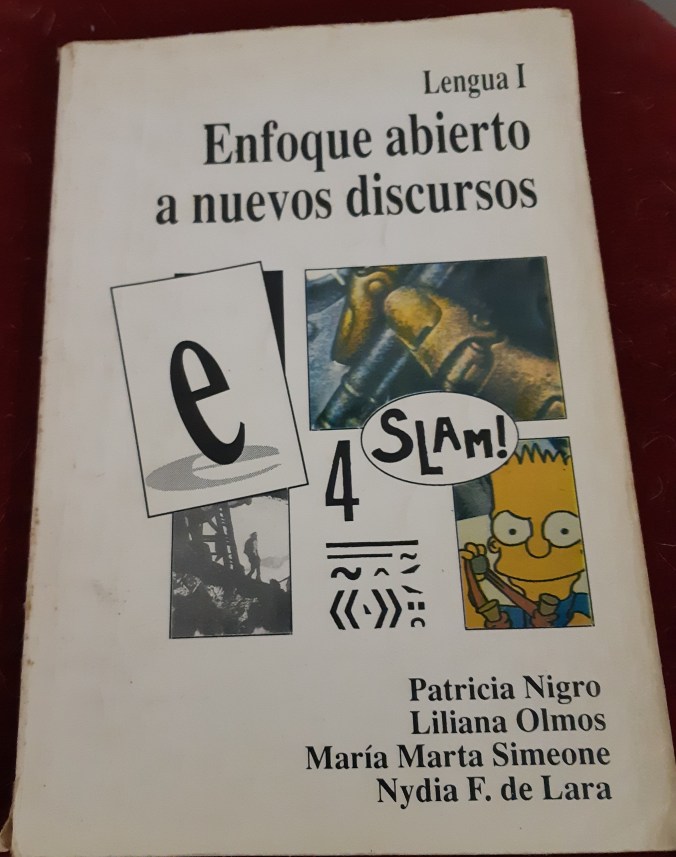 Lengua I
Enfoque abierto
a nuevos discursos
e
SLAM!
4
Patricia Nigro
Liliana Olmos
María Marta Simeone
Nydia F. de Lara